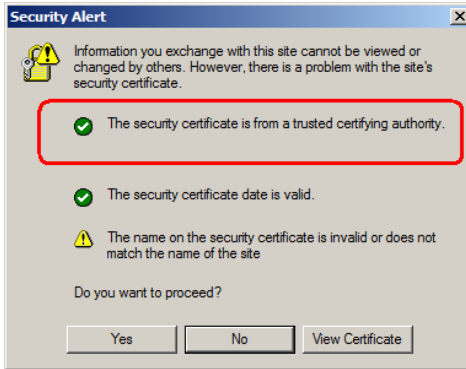 Security Alert
Information you exchange with this site cannot be viewed or
changed by others. However, there is a problem with the site's
security certificate.
The security certificate is from a trusted certifying authority.
The security certificate date is valid.
The name on the security certificate is invalid or does not
match the name of the site
Do you want to proceed?
Yes
No
View Certificate